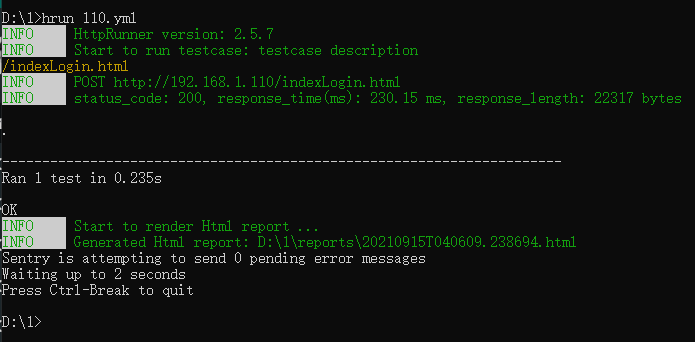 D:\1>hrun 110.yml
INFO HttpRunner version: 2.5.7
INFO Start to run testcase: testcase description
/indexLogin.html
INFO POST http://192.168.1.110/indexLogin.html
INFO status_code: 200, response_time(ms): 230.15 ms, response_length: 22317 bytes
.
----------------------------------------------------------------------
Ran 1 test in 0.235s
OK
INFO Start to render Html report ...
INFO Generated Html report: D:\1\reports\20210915T040609.238694.html
Sentry is attempting to send 0 pending error messages
Waiting up to 2 seconds
Press Ctrl-Break to quit
D:\1>